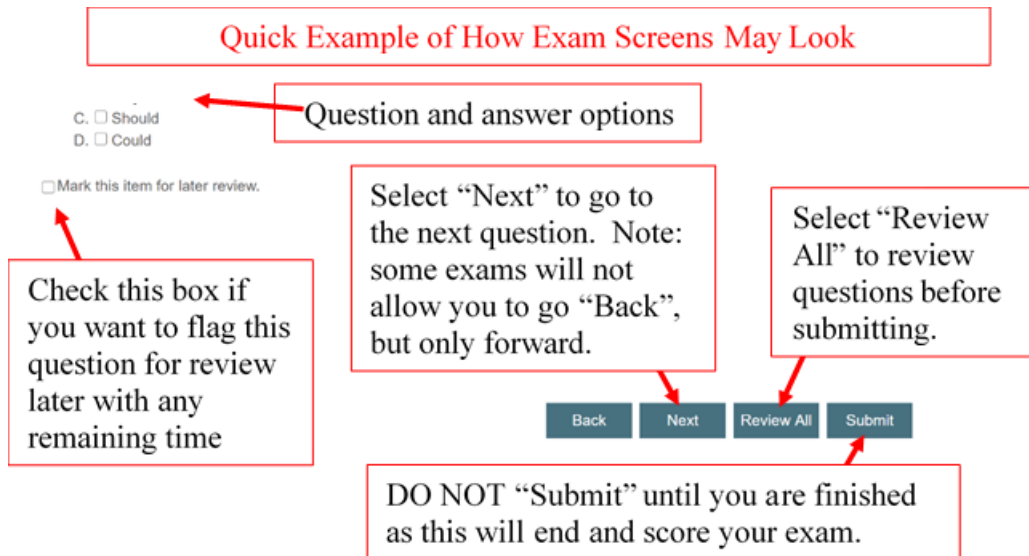 Quick Example of How Exam Screens May Look
Question and answer options
C. Should
D. Could
Mark this item for later review.
Check this box if
you want to flag this
question for review
later with any
remaining time
Select “Next” to go to
the next question. Note:
some exams will not
allow you to go “Back”,
but only forward.
Select “Review
All” to review
questions before
submitting.
Back Next Review All Submit
DO NOT “Submit” until you are finished
as this will end and score your exam.